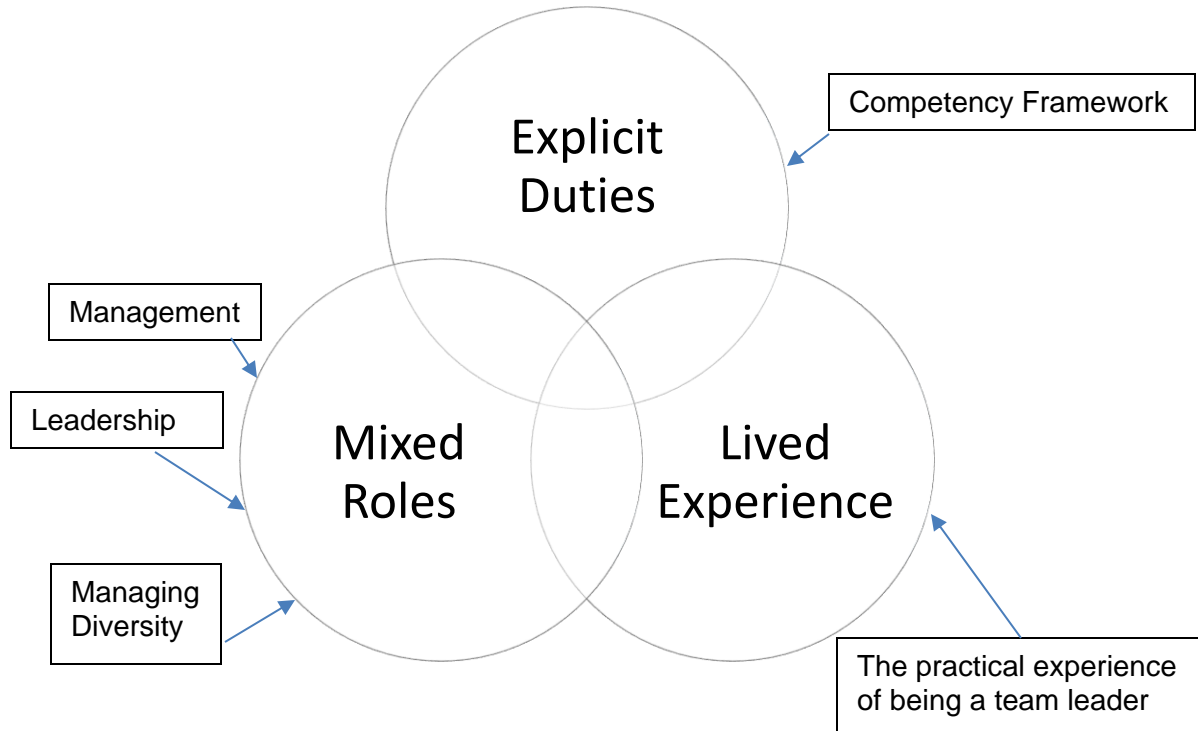 Competency Framework
Explicit
Duties
Management
Leadership
Mixed
Roles
Lived
Experience
Managing
Diversity
The practical experience
of being a team leader